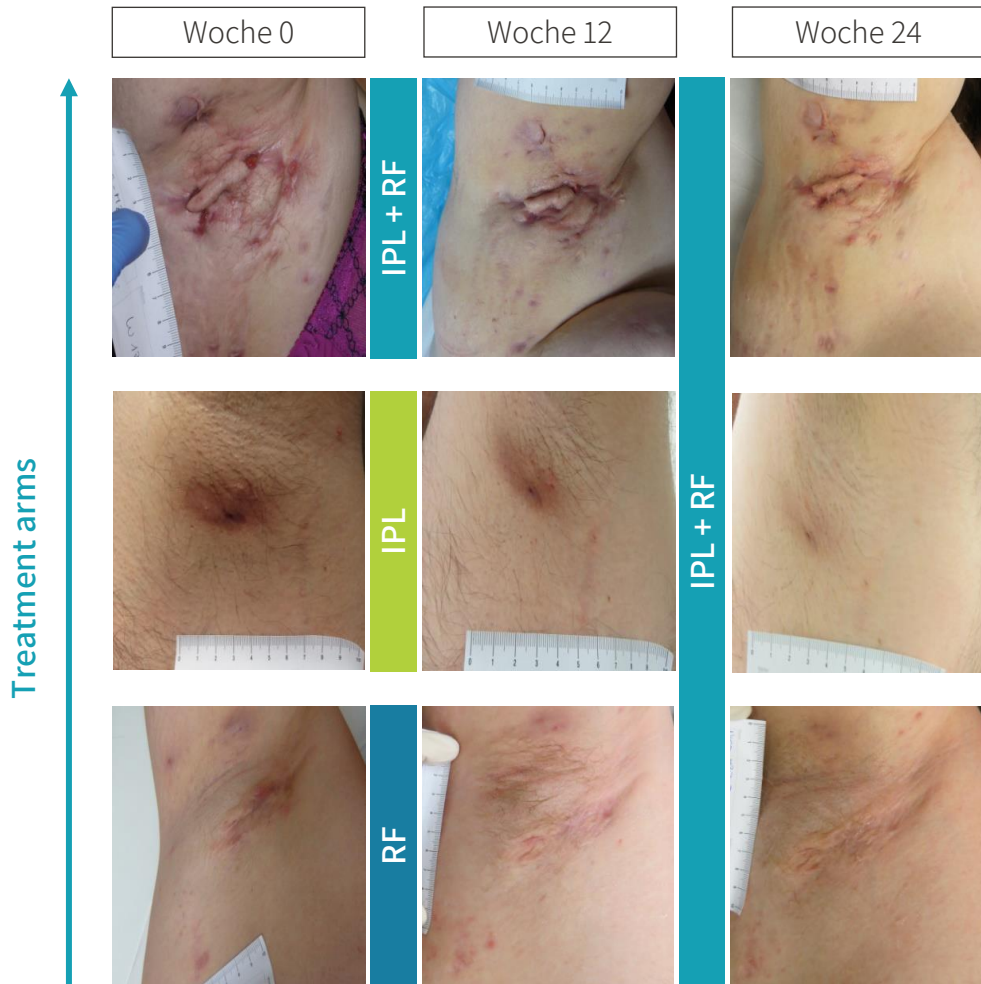 Woche 0
Woche 12
Woche 24
Treatment arms
IPL + RF
IPL
RF
IPL + RF